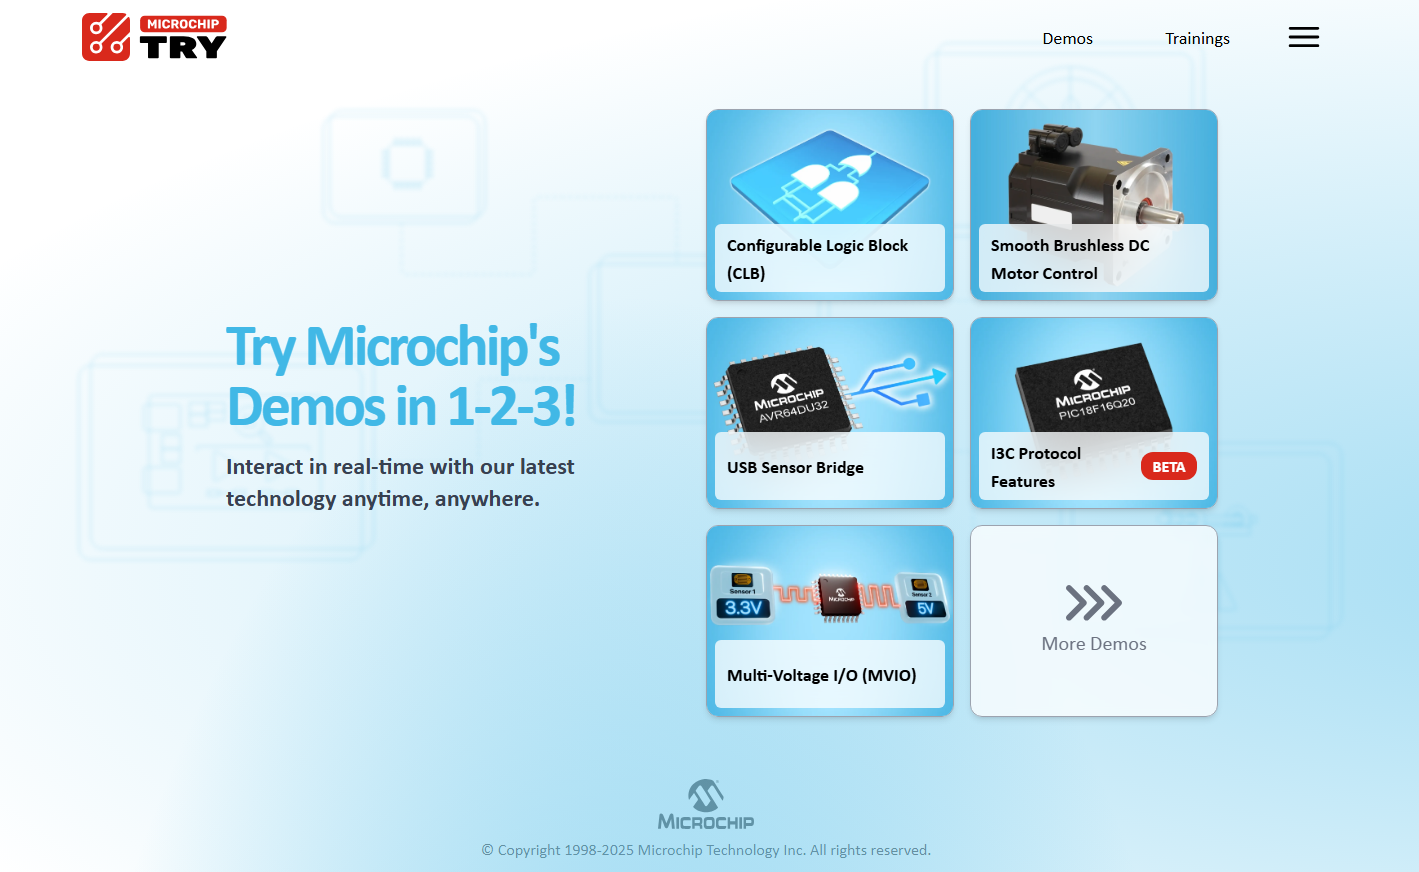 MICROCHIP
TRY
Demos
Trainings
Try Microchip's
Demos in 1-2-3!
Interact in real-time with our latest
technology anytime, anywhere.
Configurable Logic Block
(CLB)
Smooth Brushless DC
Motor Control
MICROCHIP
AVR64DU32
USB Sensor Bridge
MICROCHIP
PIC18F16Q20
I3C Protocol
Features
BETA
Sensor 1
3.3V
MICROCHIP
Sensor 2
5V
Multi-Voltage I/O (MVIO)
More Demos
MICROCHIP
© Copyright 1998-2025 Microchip Technology Inc. All rights reserved.